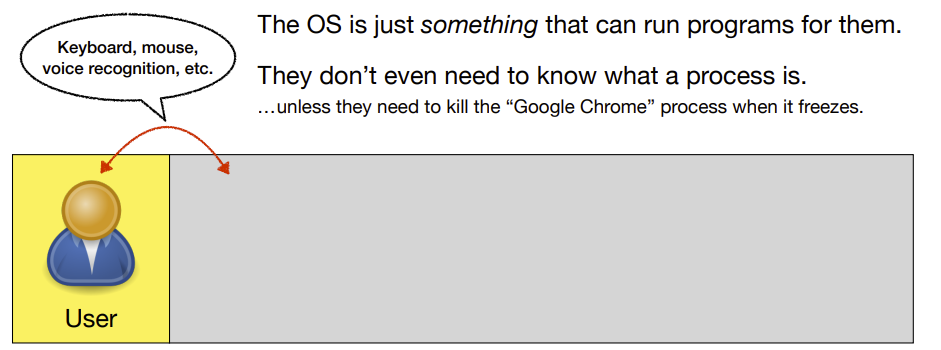 Keyboard, mouse,
voice recognition, etc.
The OS is just something that can run programs for them.
They don’t even need to know what a process is.
…unless they need to kill the “Google Chrome” process when it freezes.
User